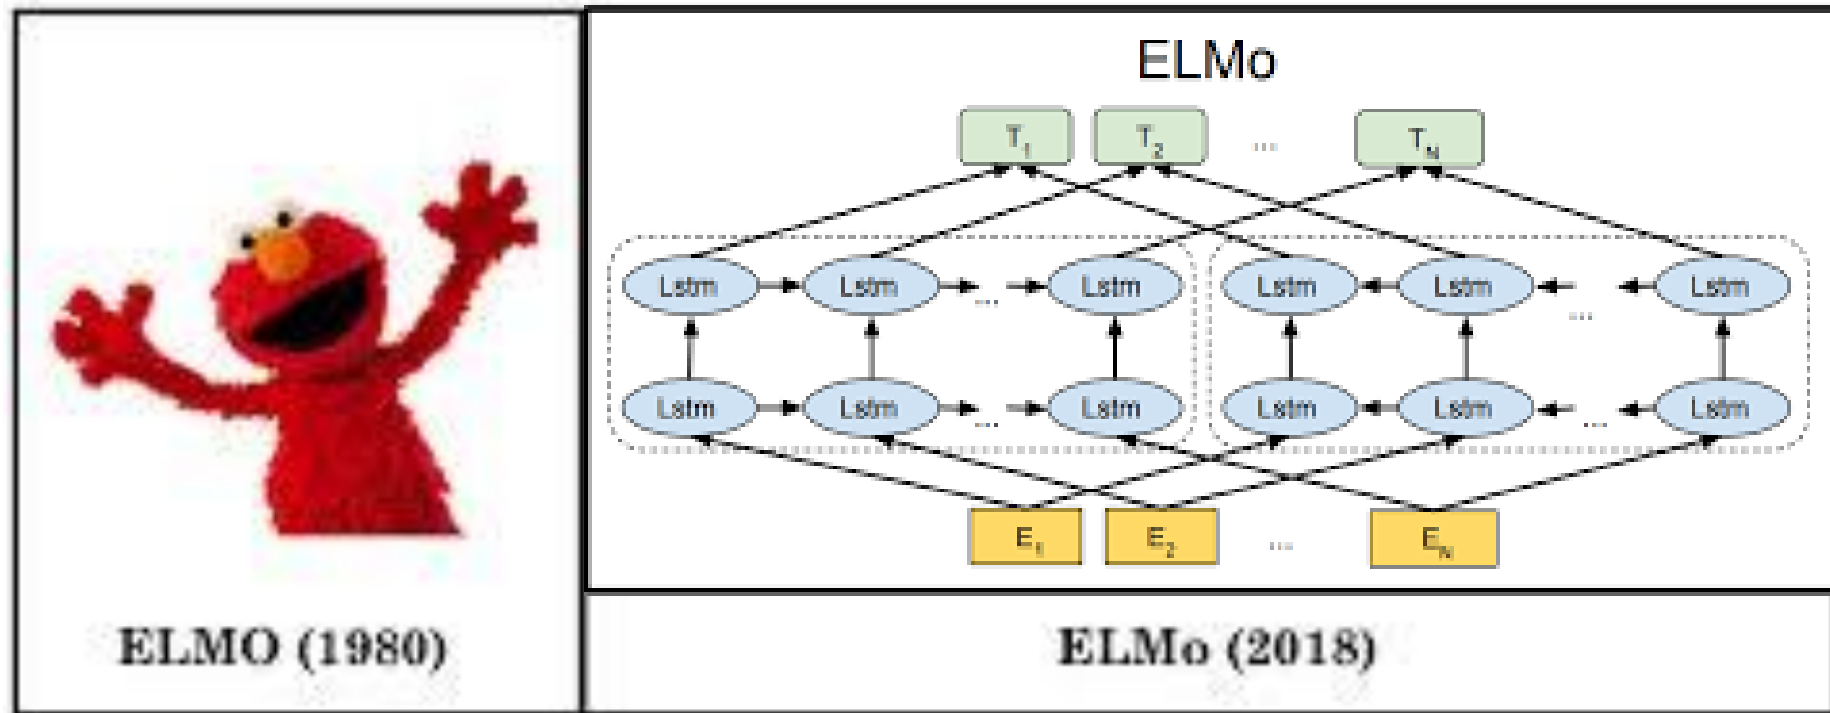 ELMo
T1 T2 ... TN
Lstm Lstm ... Lstm Lstm Lstm ... Lstm
Lstm Lstm ... Lstm Lstm Lstm ... Lstm
E1 E2 ... EN
ELMO (1980)
ELMo (2018)